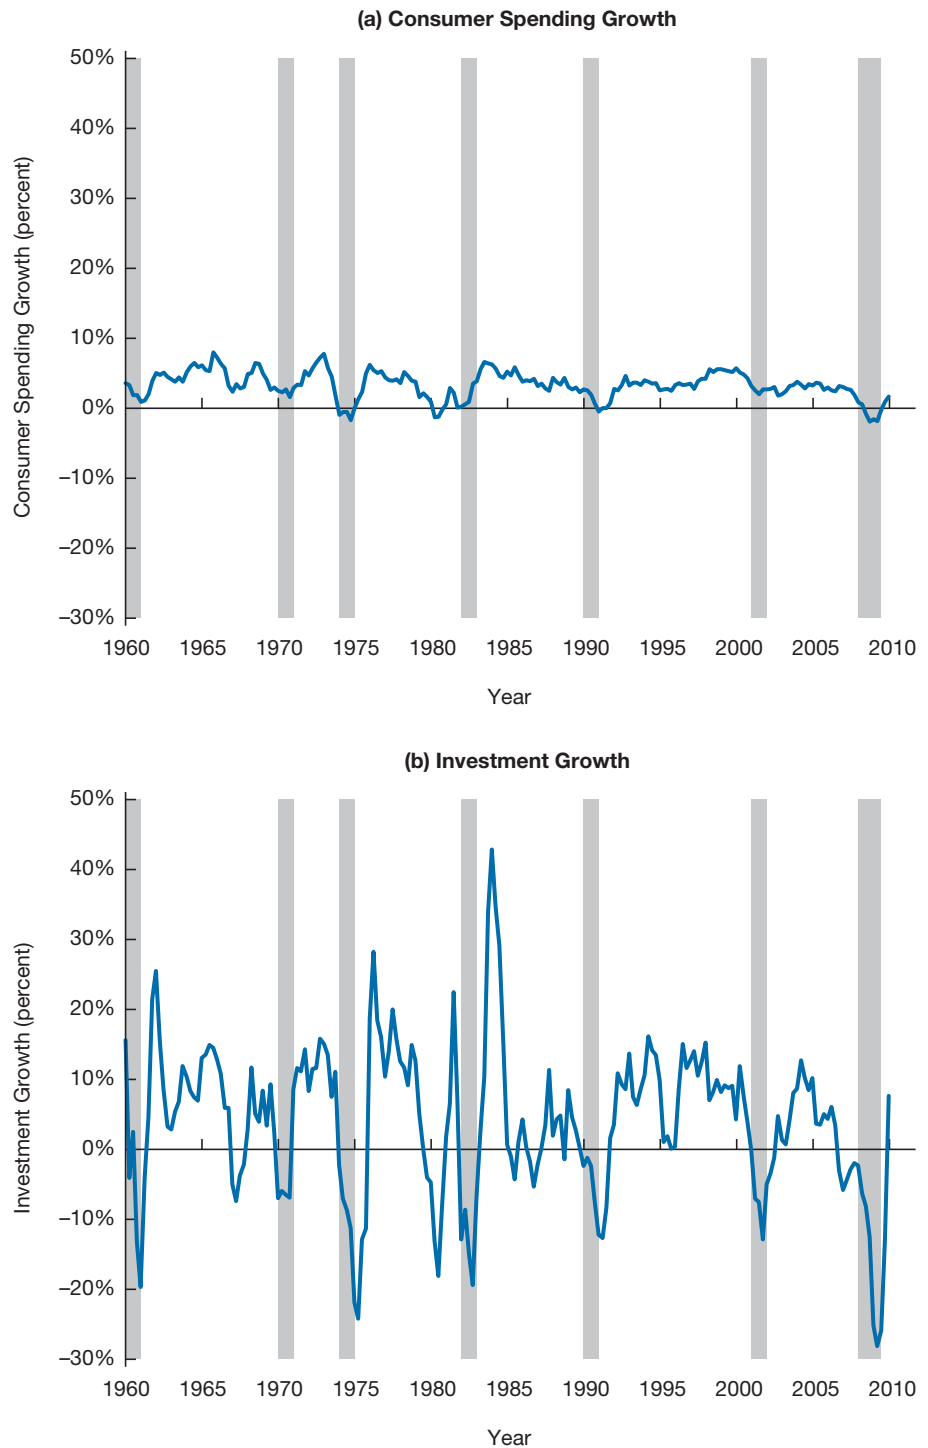 (a) Consumer Spending Growth
50%
40%
30%
20%
10%
0%
–10%
–20%
–30%
Consumer Spending Growth (percent)
1960 1965 1970 1975 1980 1985 1990 1995 2000 2005 2010
Year
(b) Investment Growth
50%
40%
30%
20%
10%
0%
–10%
–20%
–30%
Investment Growth (percent)
1960 1965 1970 1975 1980 1985 1990 1995 2000 2005 2010
Year